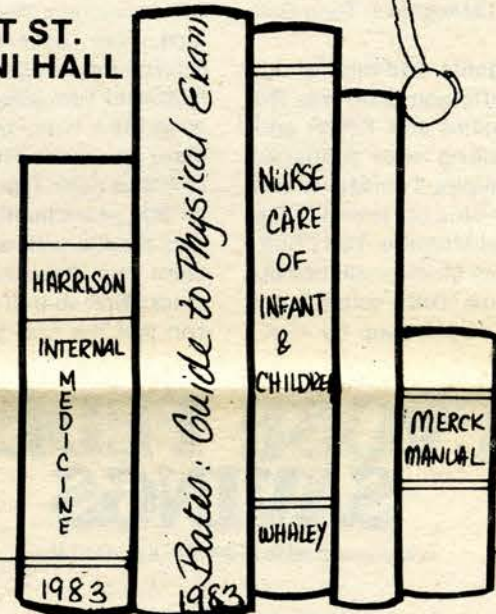 T ST.
NI HALL
HARRISON
INTERNAL
MEDICINE
1983
Bates: Guide to Physical Exam
1983
NURSE
CARE
OF
INFANT
&
CHILDREN
WHALEY
MERCK
MANUAL